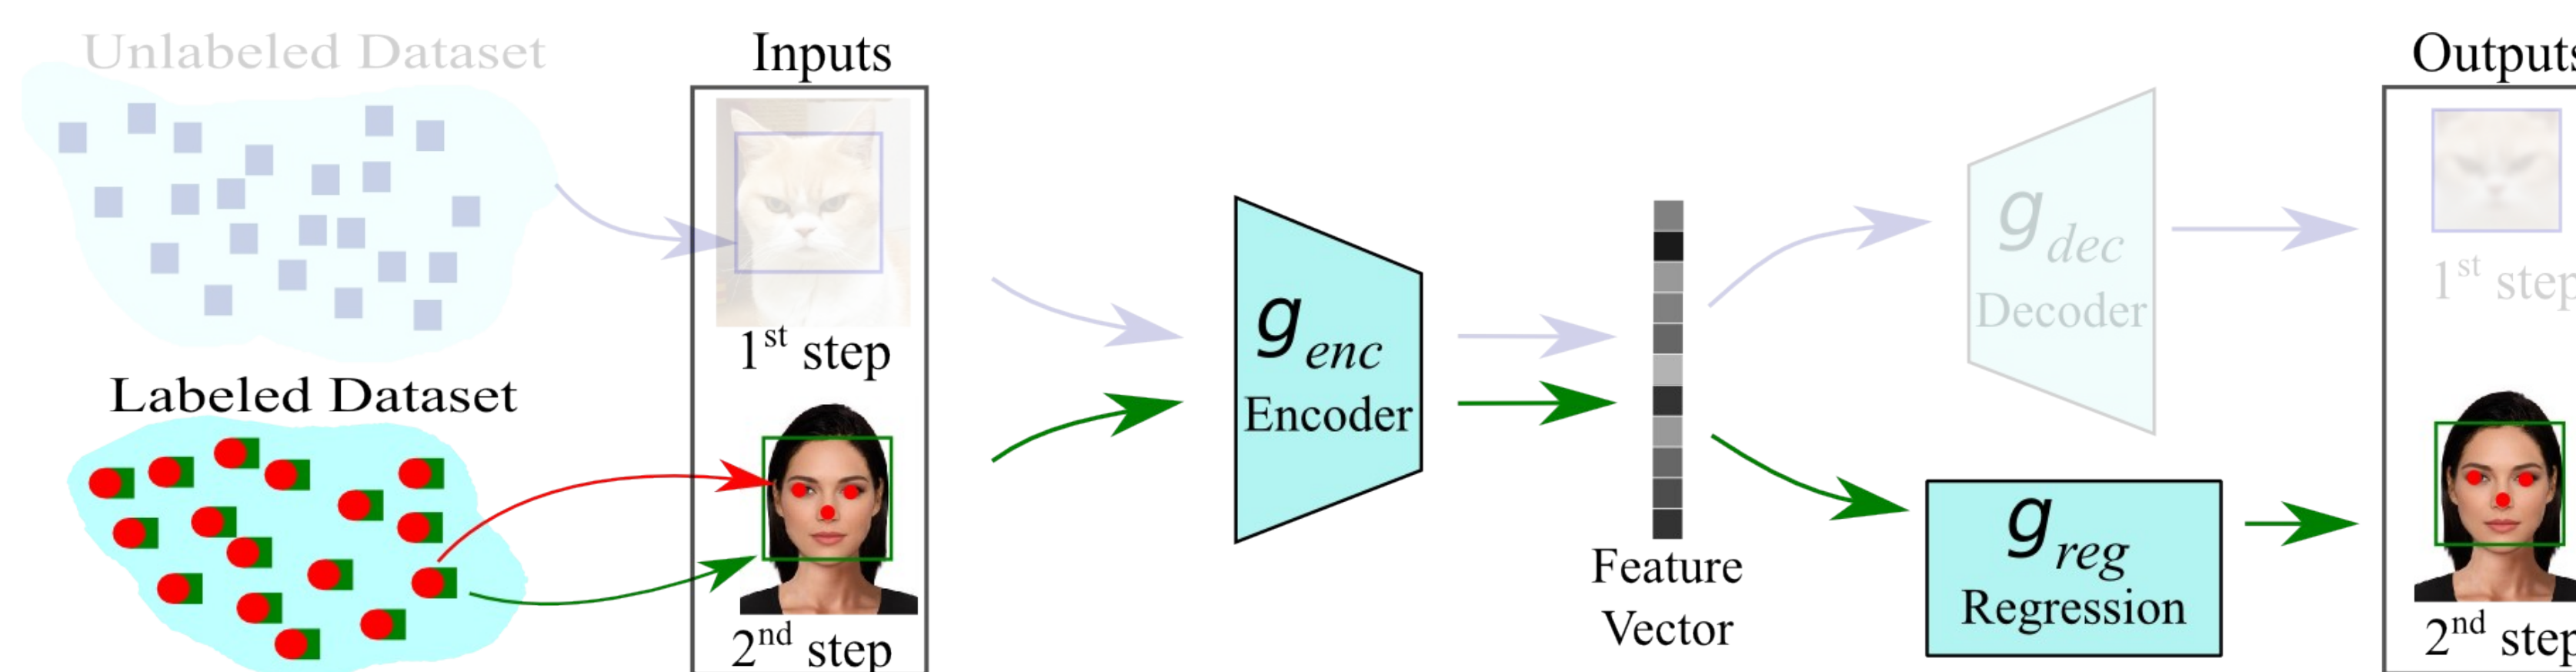 Unlabeled Dataset
Inputs
Outputs
1st step
g enc
Encoder
g dec
Decoder
1st step
Labeled Dataset
2nd step
Feature
Vector
g reg
Regression
2nd step